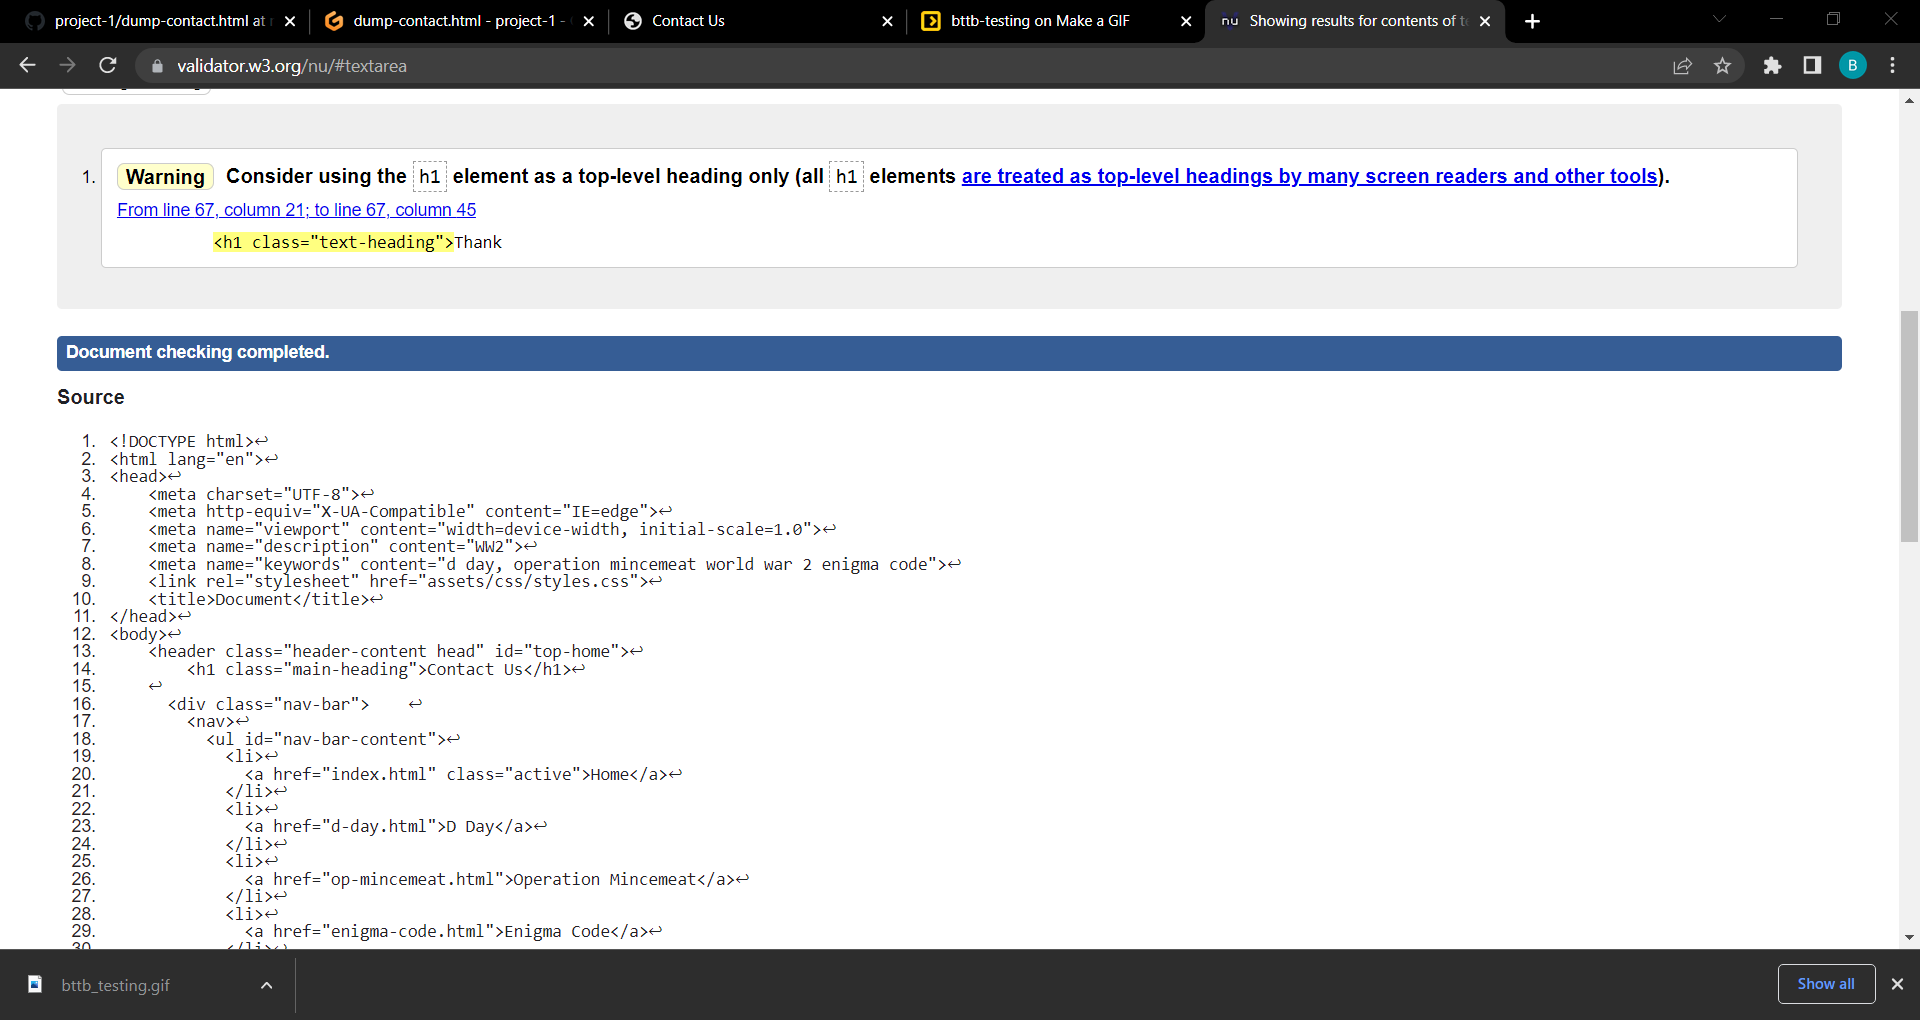 project-1/dump-contact.html at
dump-contact.html - project-1 -
Contact Us
bttb-testing on Make a GIF
nu Showing results for contents of
validator.w3.org/nu/#textarea
B
1. Warning Consider using the h1 element as a top-level heading only (all h1 elements are treated as top-level headings by many screen readers and other tools).
From line 67, column 21; to line 67, column 45
<h1 class="text-heading">Thank
Document checking completed.
Source
1. <!DOCTYPE html>↩
2. <html lang="en">↩
3. <head>↩
4. <meta charset="UTF-8">↩
5. <meta http-equiv="X-UA-Compatible" content="IE=edge">↩
6. <meta name="viewport" content="width=device-width, initial-scale=1.0">↩
7. <meta name="description" content="WW2">↩
8. <meta name="keywords" content="d day, operation mincemeat world war 2 enigma code">↩
9. <link rel="stylesheet" href="assets/css/styles.css">↩
10. <title>Document</title>↩
11. </head>↩
12. <body>↩
13. <header class="header-content head" id="top-home">↩
14. <h1 class="main-heading">Contact Us</h1>↩
15. ↩
16. <div class="nav-bar"> ↩
17. <nav>↩
18. <ul id="nav-bar-content">↩
19. <li>↩
20. <a href="index.html" class="active">Home</a>↩
21. </li>↩
22. <li>↩
23. <a href="d-day.html">D Day</a>↩
24. </li>↩
25. <li>↩
26. <a href="op-mincemeat.html">Operation Mincemeat</a>↩
27. </li>↩
28. <li>↩
29. <a href="enigma-code.html">Enigma Code</a>↩
30. </li>↩
bttb_testing.gif
Show all